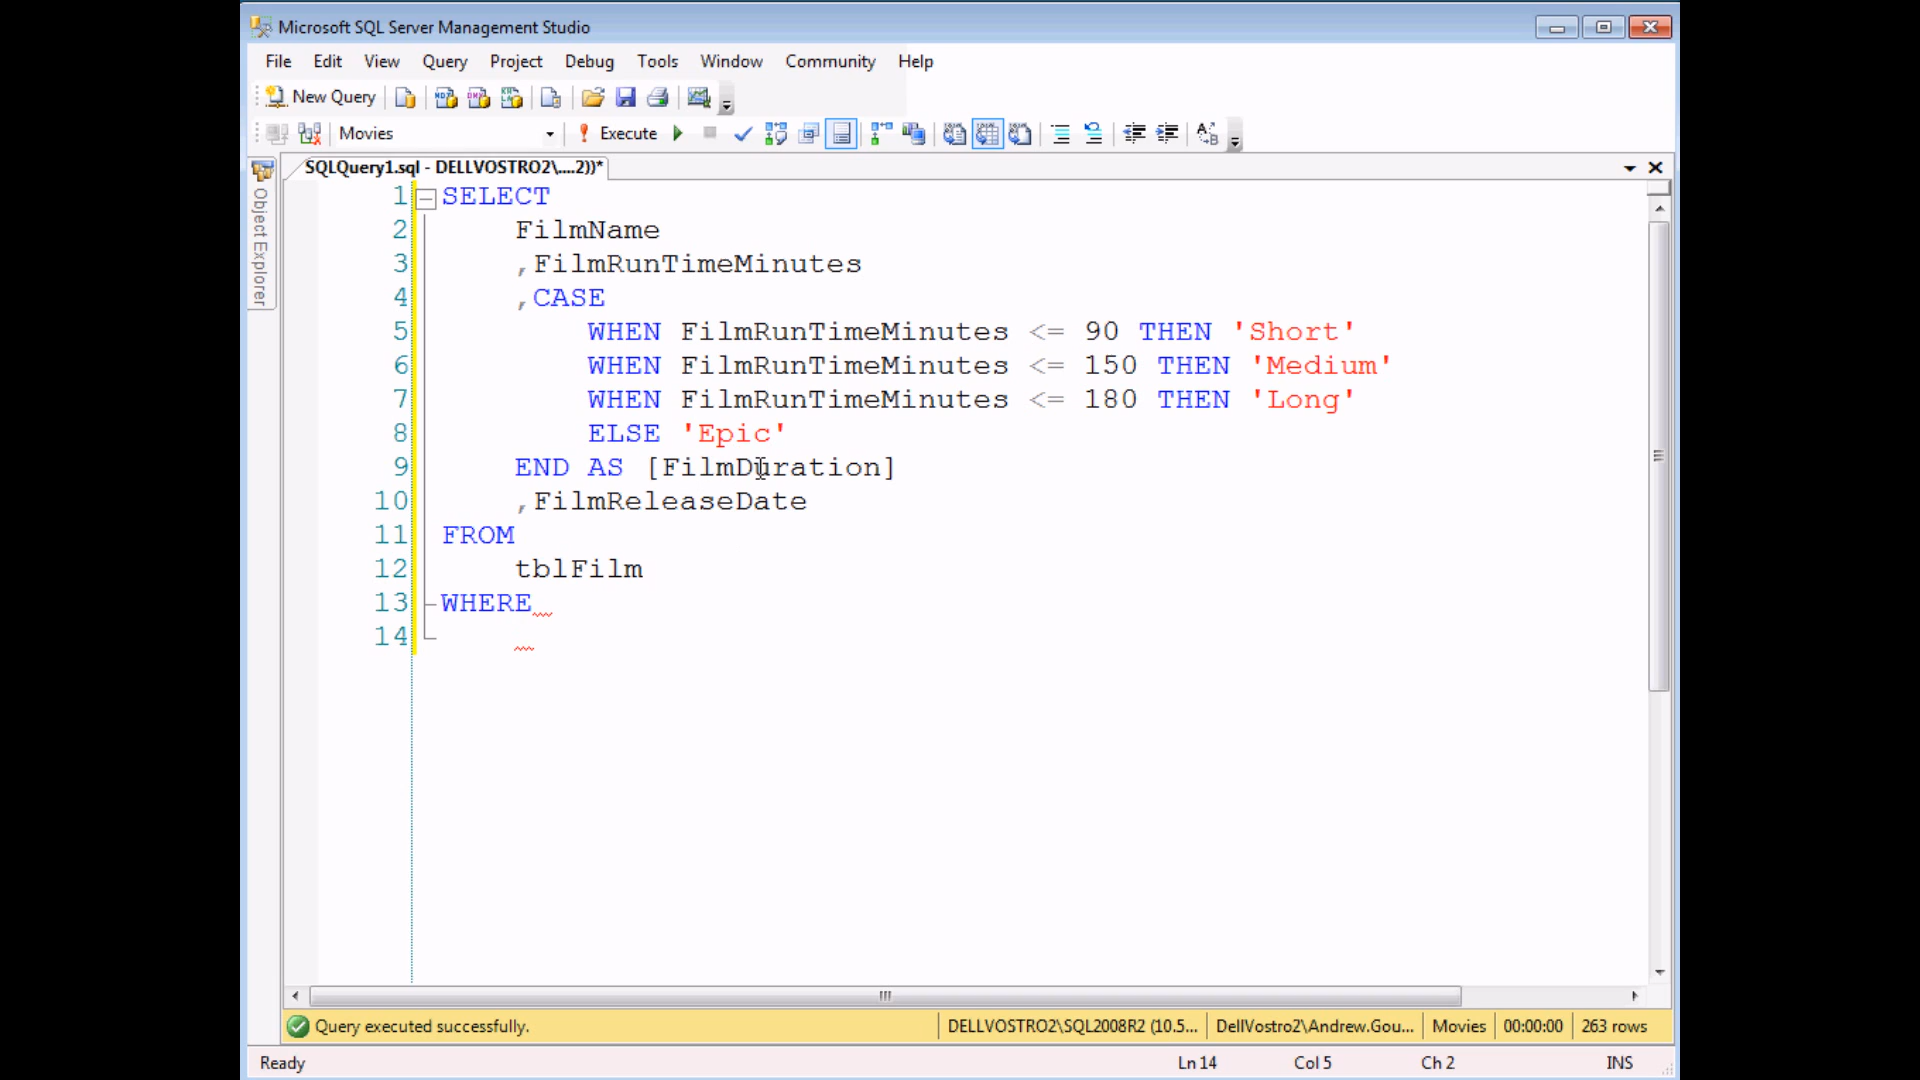 Microsoft SQL Server Management Studio
File Edit View Query Project Debug Tools Window Community Help
New Query
Movies Execute
SQLQuery1.sql - DELLVOSTRO2\....2))*
Object Explorer
1 SELECT
2 FilmName
3 ,FilmRunTimeMinutes
4 ,CASE
5 WHEN FilmRunTimeMinutes <= 90 THEN 'Short'
6 WHEN FilmRunTimeMinutes <= 150 THEN 'Medium'
7 WHEN FilmRunTimeMinutes <= 180 THEN 'Long'
8 ELSE 'Epic'
9 END AS [FilmDuration]
10 ,FilmReleaseDate
11 FROM
12 tblFilm
13 WHERE
14
Query executed successfully. DELLVOSTRO2\SQL2008R2 (10.5... DellVostro2\Andrew.Gou... Movies 00:00:00 263 rows
Ready Ln 14 Col 5 Ch 2 INS